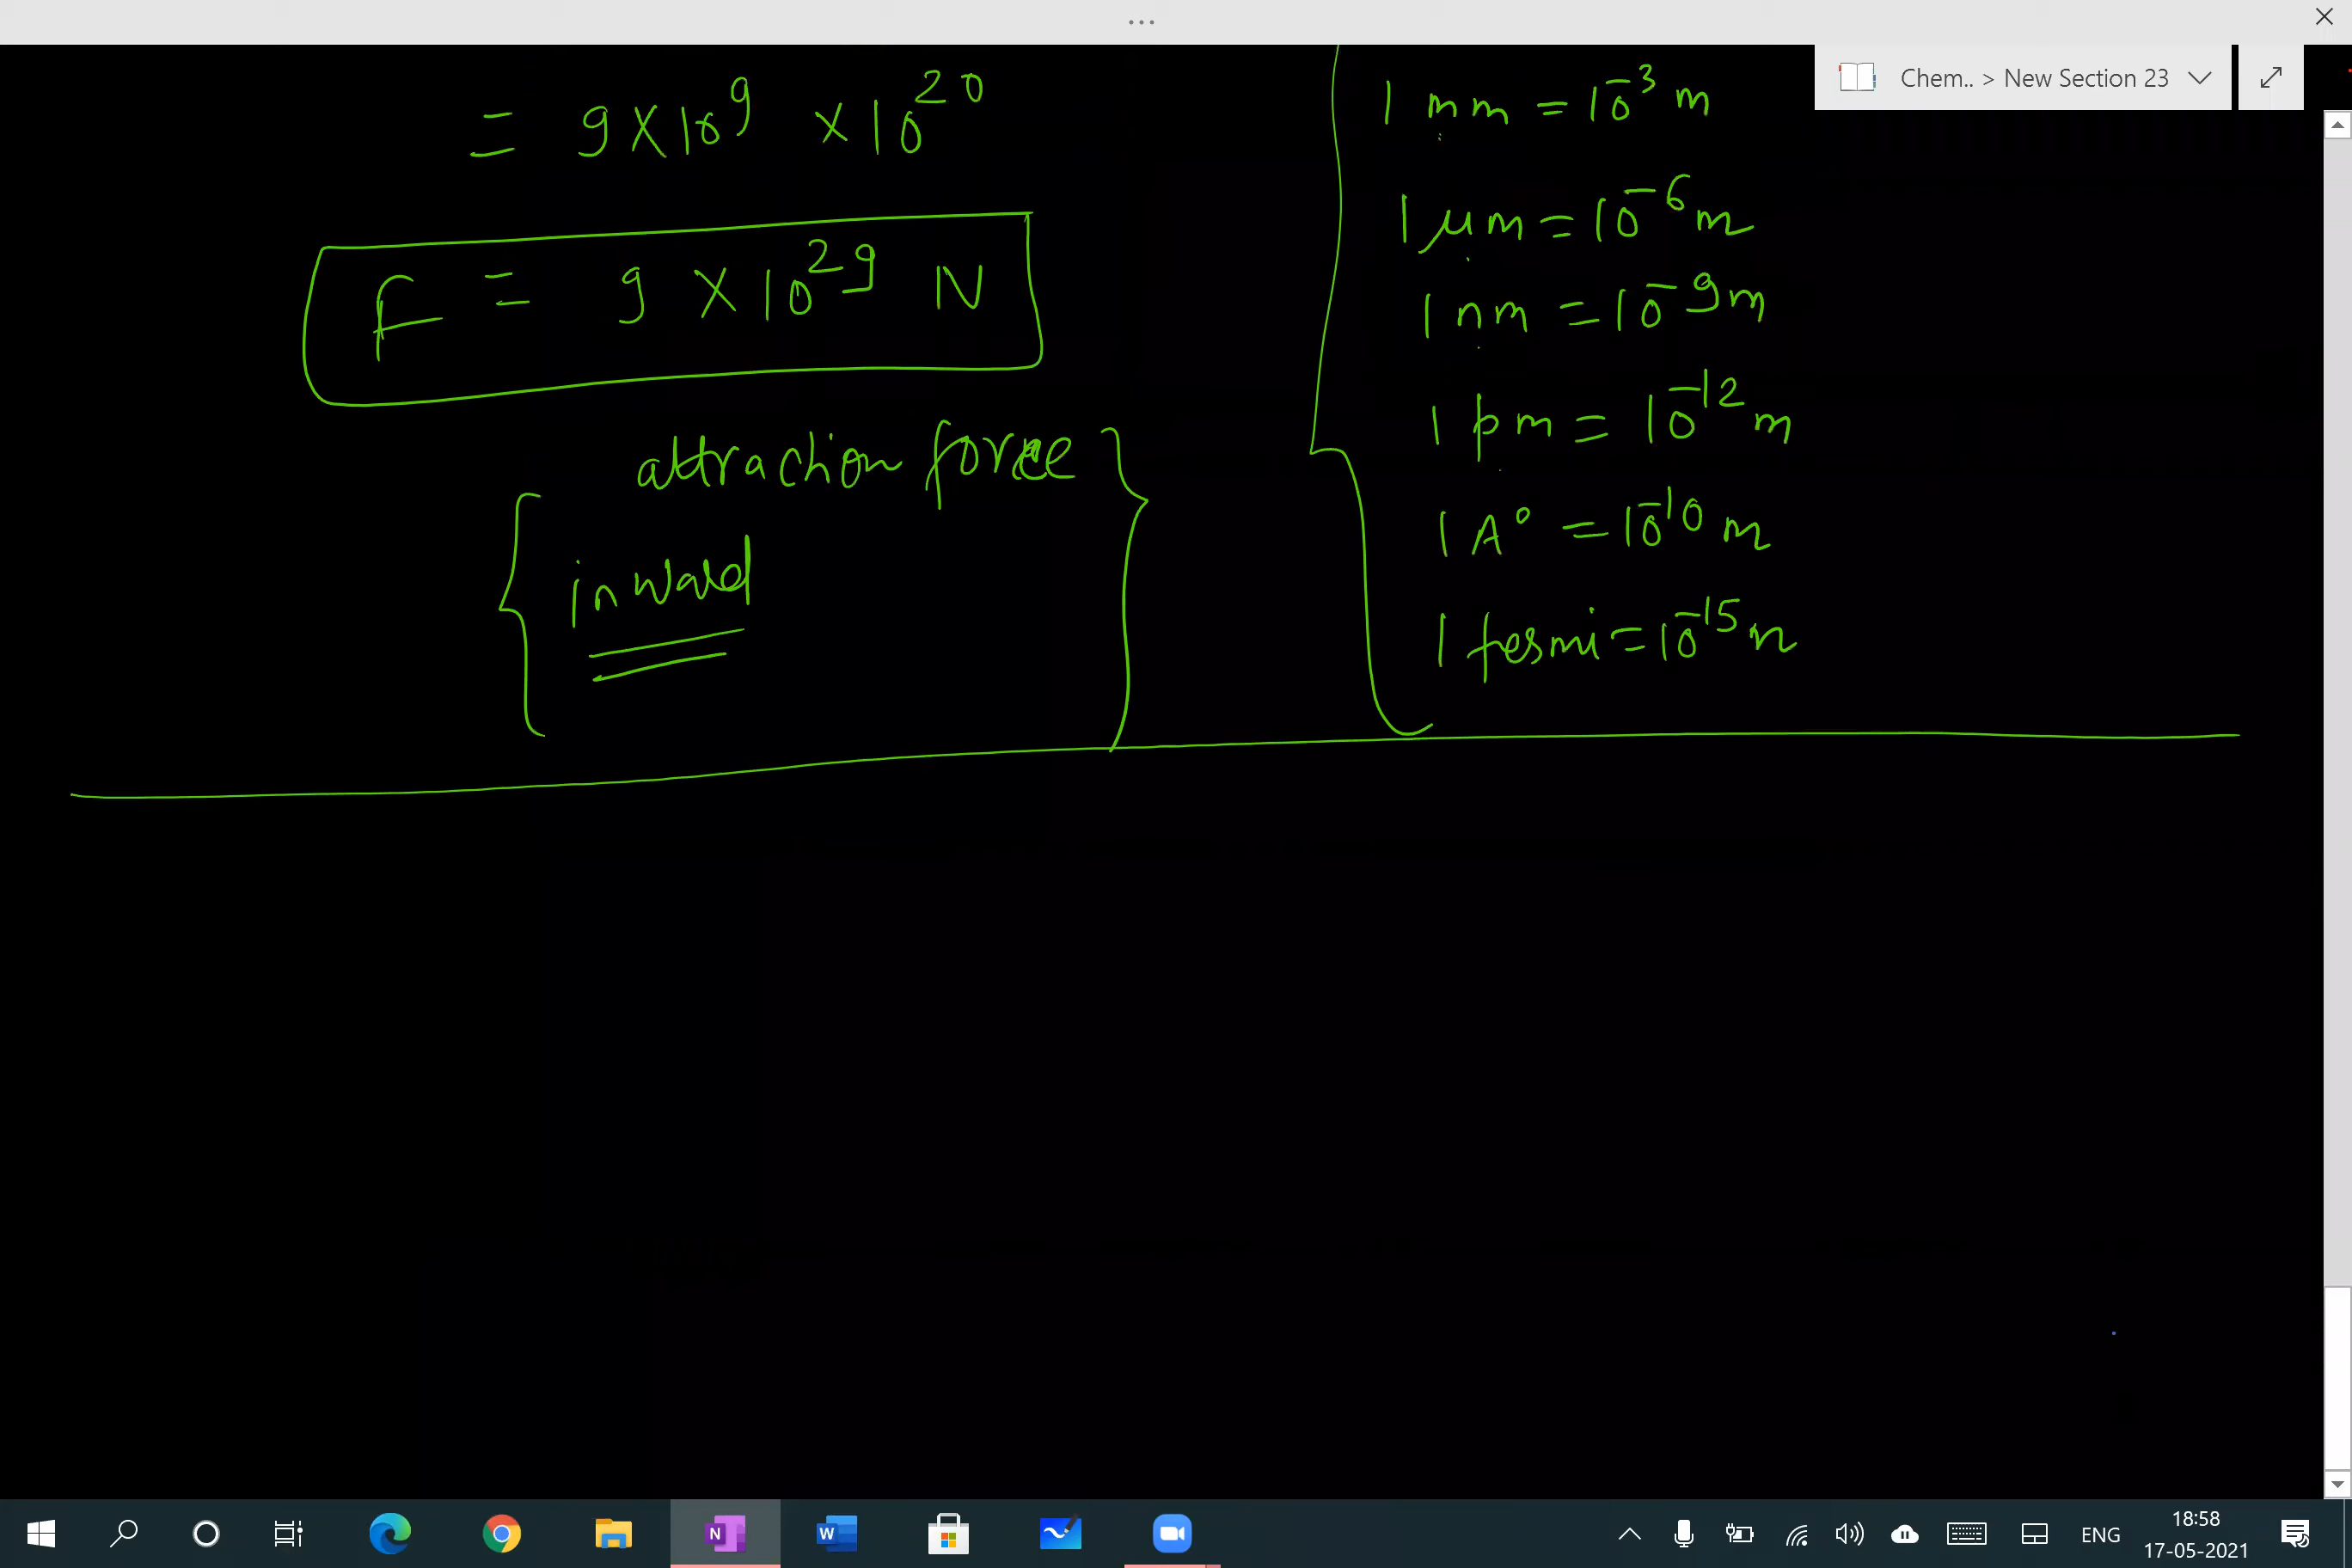 Chem.. > New Section 23
= 9 × 10⁹ × 10²⁰
F = 9 × 10²⁹ N
attraction force
inward
1 mm = 10⁻³ m
1 μm = 10⁻⁶ m
1 nm = 10⁻⁹ m
1 pm = 10⁻¹² m
1 A° = 10⁻¹⁰ m
1 fermi = 10⁻¹⁵ m
ENG
18:58
17-05-2021